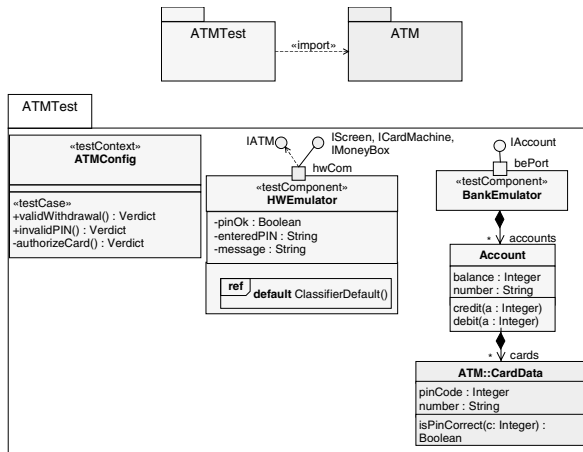 ATMTest
«import»
ATM
ATMTest
«testContext»
ATMConfig
«testCase»
+validWithdrawal() : Verdict
+invalidPIN() : Verdict
-authorizeCard() : Verdict
IATM
IScreen, ICardMachine,
IMoneyBox
hwCom
«testComponent»
HWEmulator
-pinOk : Boolean
-enteredPIN : String
-message : String
ref
default ClassifierDefault()
IAccount
bePort
«testComponent»
BankEmulator
* accounts
Account
balance : Integer
number : String
credit(a : Integer)
debit(a : Integer)
* cards
ATM::CardData
pinCode : Integer
number : String
isPinCorrect(c: Integer) :
Boolean